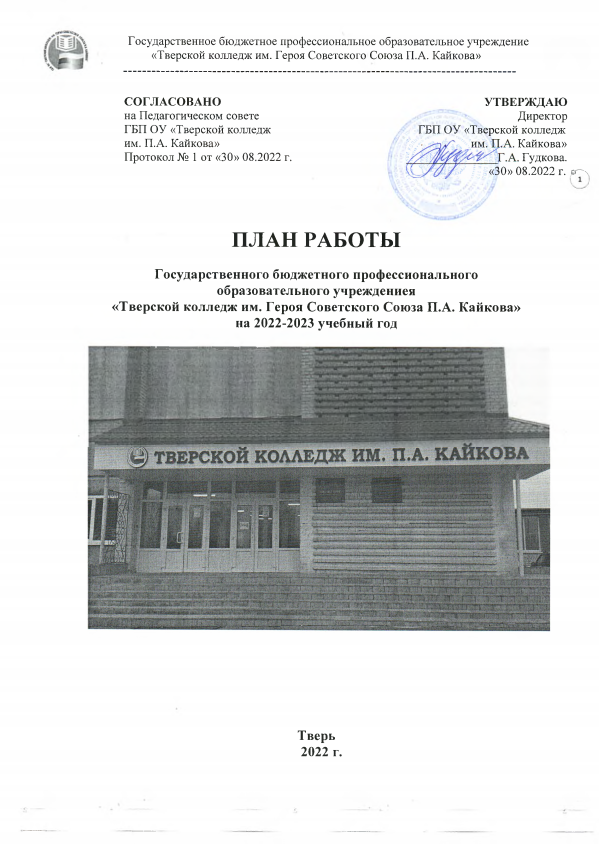 Государственное бюджетное профессиональное образовательное учреждение
«Тверской колледж им. Героя Советского Союза П.А. Кайкова»
СОГЛАСОВАНО
на Педагогическом совете
ГБП ОУ «Тверской колледж
им. П.А. Кайкова»
Протокол № 1 от «30» 08.2022 г.
УТВЕРЖДАЮ
Директор
ГБП ОУ «Тверской колледж
им. П.А. Кайкова»
Г.А. Гудкова.
«30» 08.2022 г.
1
ПЛАН РАБОТЫ
Государственного бюджетного профессионального
образовательного учреждениея
«Тверской колледж им. Героя Советского Союза П.А. Кайкова»
на 2022-2023 учебный год
ТВЕРСКОЙ КОЛЛЕДЖ ИМ. П.А. КАЙКОВА
Тверь
2022 г.